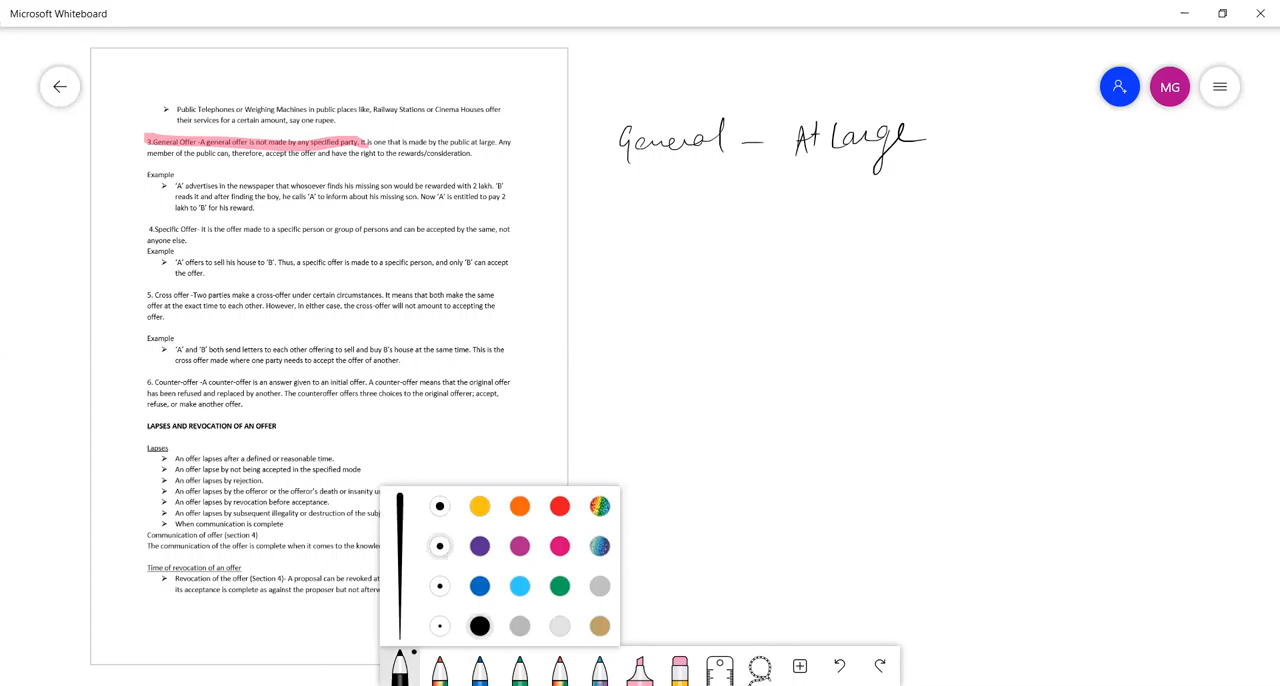 Microsoft Whiteboard
MG
➢ Public Telephones or Weighing Machines in public places like, Railway Stations or Cinema Houses offer
their services for a certain amount, say one rupee.
3.General Offer -A general offer is not made by any specified party. It is one that is made by the public at large. Any
member of the public can, therefore, accept the offer and have the right to the rewards/consideration.
Example
➢ ‘A’ advertises in the newspaper that whosoever finds his missing son would be rewarded with 2 lakh. ‘B’
reads it and after finding the boy, he calls ‘A’ to inform about his missing son. Now ‘A’ is entitled to pay 2
lakh to ‘B’ for his reward.
4.Specific Offer- It is the offer made to a specific person or group of persons and can be accepted by the same, not
anyone else.
Example
➢ ‘A’ offers to sell his house to ‘B’. Thus, a specific offer is made to a specific person, and only ‘B’ can accept
the offer.
5. Cross offer -Two parties make a cross-offer under certain circumstances. It means that both make the same
offer at the exact time to each other. However, in either case, the cross-offer will not amount to accepting the
offer.
Example
➢ ‘A’ and ‘B’ both send letters to each other offering to sell and buy B’s house at the same time. This is the
cross offer made where one party needs to accept the offer of another.
6. Counter-offer -A counter-offer is an answer given to an initial offer. A counter-offer means that the original offer
has been refused and replaced by another. The counteroffer offers three choices to the original offerer; accept,
refuse, or make another offer.
LAPSES AND REVOCATION OF AN OFFER
Lapses
➢ An offer lapses after a defined or reasonable time.
➢ An offer lapse by not being accepted in the specified mode
➢ An offer lapses by rejection.
➢ An offer lapses by the offeror or the offeror’s death or insanity
➢ An offer lapses by revocation before acceptance.
➢ An offer lapses by subsequent illegality or destruction of the
➢ When communication is complete
Communication of offer (section 4)
The communication of the offer is complete when it comes to the
Time of revocation of an offer
➢ Revocation of the offer (Section 4)- A proposal can be revoked at
its acceptance is complete as against the proposer but not
General – At Large